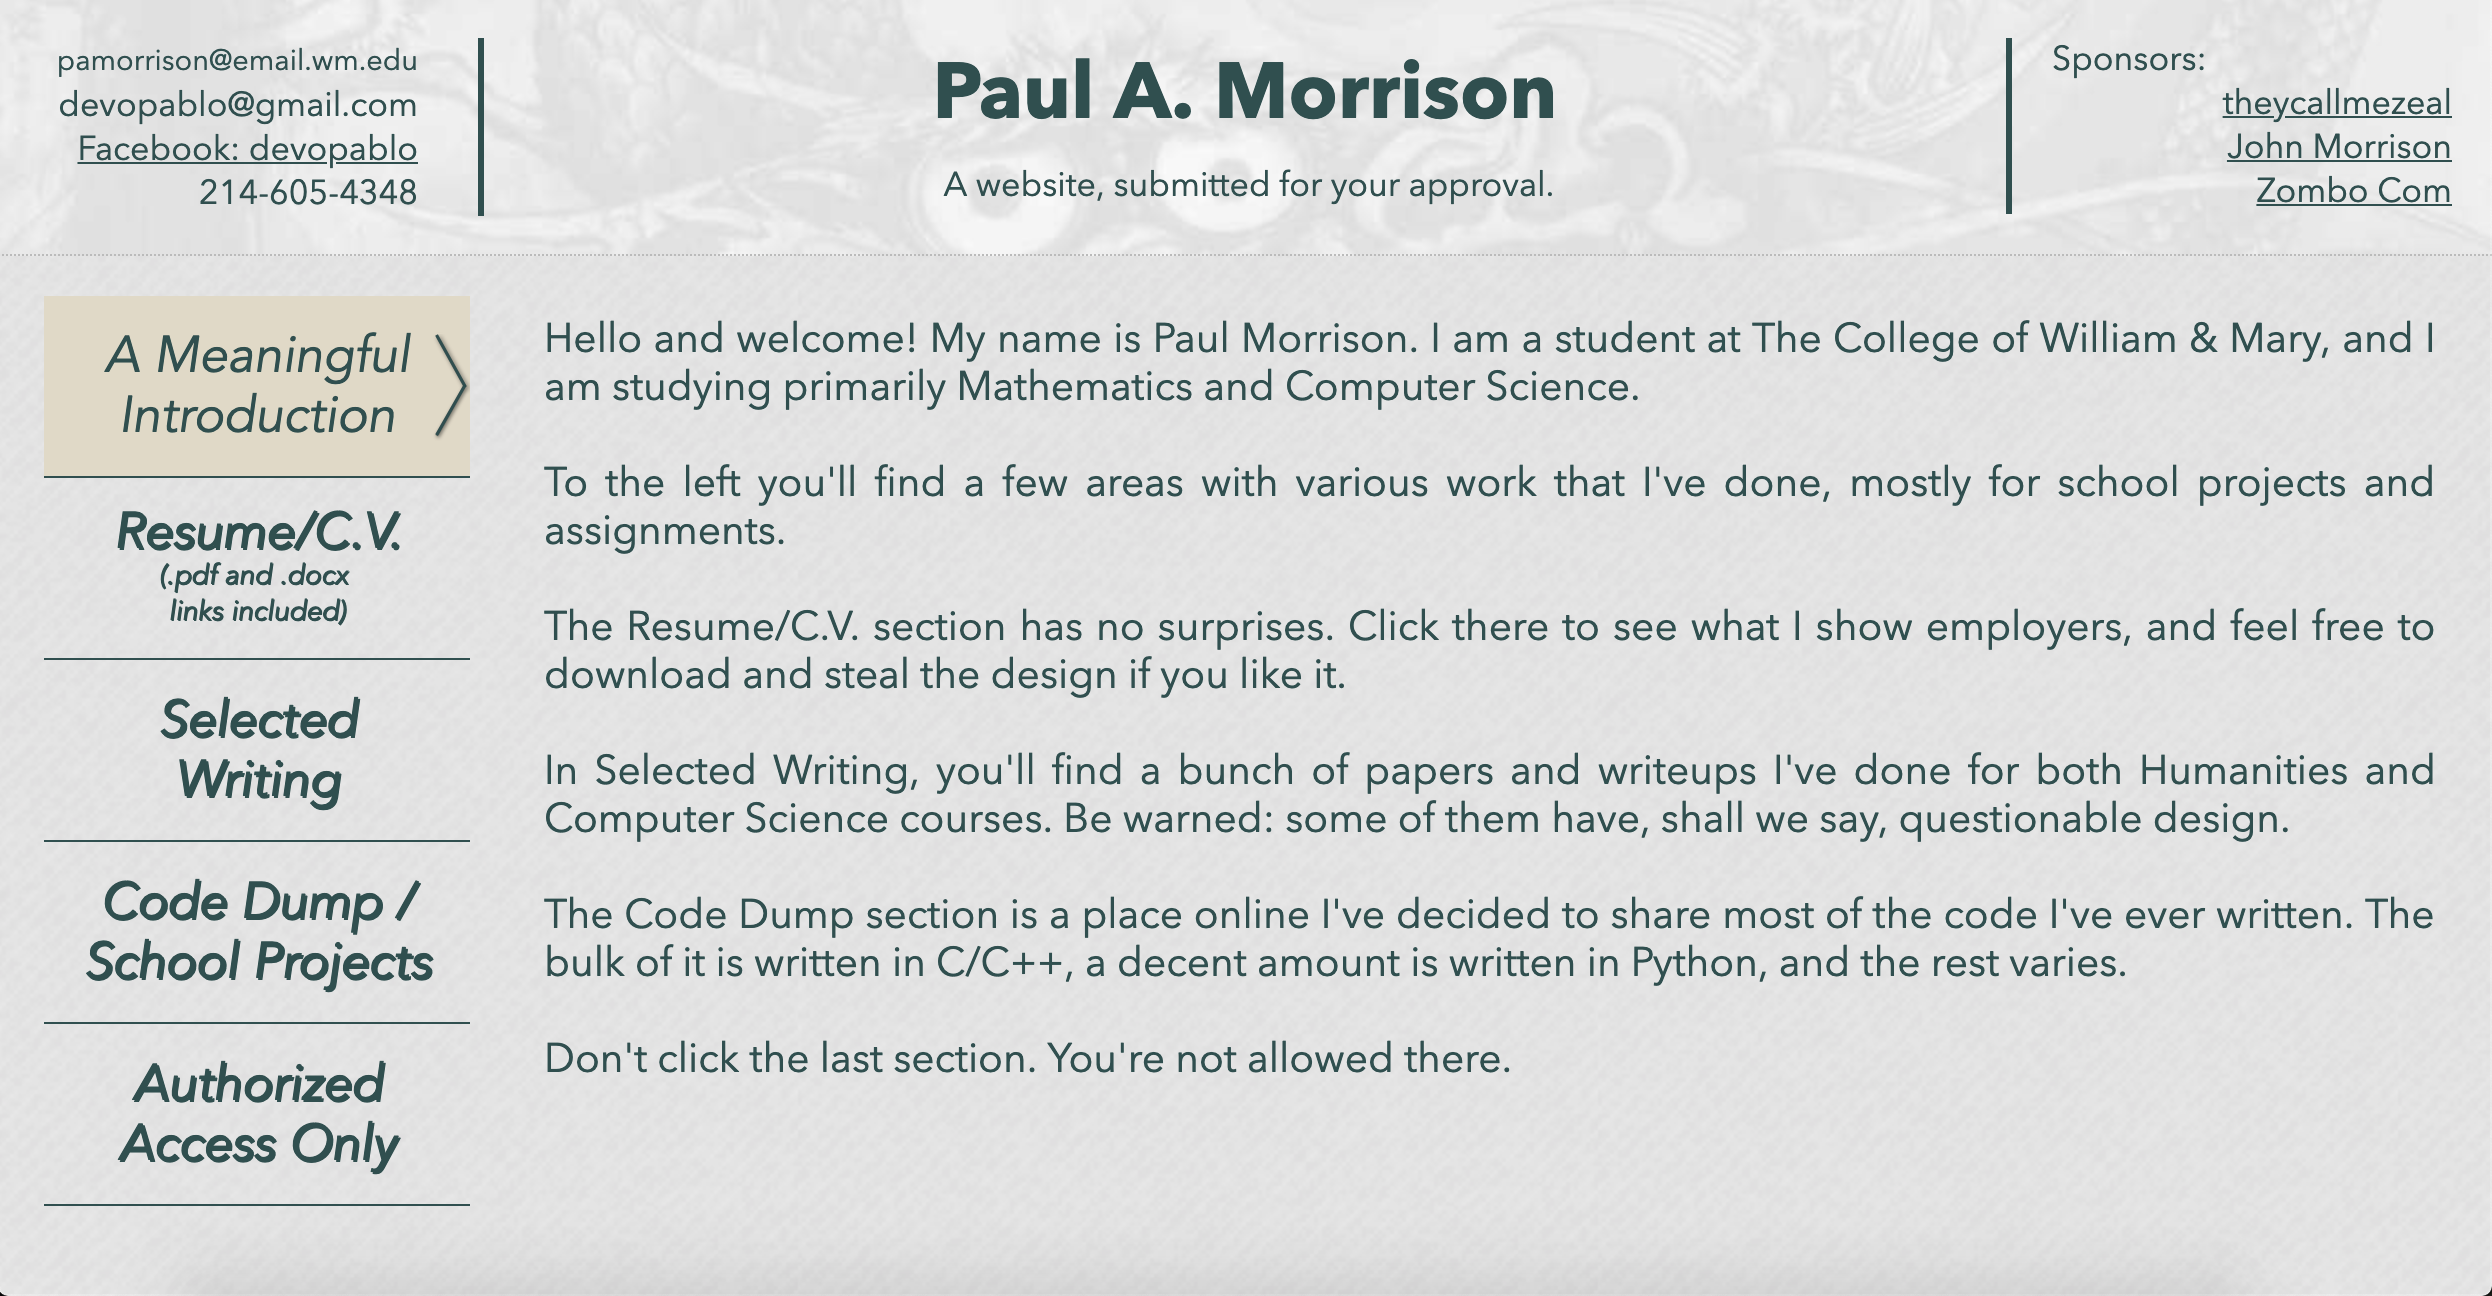 pamorrison@email.wm.edu
devopablo@gmail.com
Facebook: devopablo
214-605-4348
Paul A. Morrison
A website, submitted for your approval.
Sponsors:
theycallmezeal
John Morrison
Zombo Com
A Meaningful
Introduction
Resume/C.V.
(.pdf and .docx
links included)
Selected
Writing
Code Dump /
School Projects
Authorized
Access Only
Hello and welcome! My name is Paul Morrison. I am a student at The College of William & Mary, and I
am studying primarily Mathematics and Computer Science.
To the left you'll find a few areas with various work that I've done, mostly for school projects and
assignments.
The Resume/C.V. section has no surprises. Click there to see what I show employers, and feel free to
download and steal the design if you like it.
In Selected Writing, you'll find a bunch of papers and writeups I've done for both Humanities and
Computer Science courses. Be warned: some of them have, shall we say, questionable design.
The Code Dump section is a place online I've decided to share most of the code I've ever written. The
bulk of it is written in C/C++, a decent amount is written in Python, and the rest varies.
Don't click the last section. You're not allowed there.